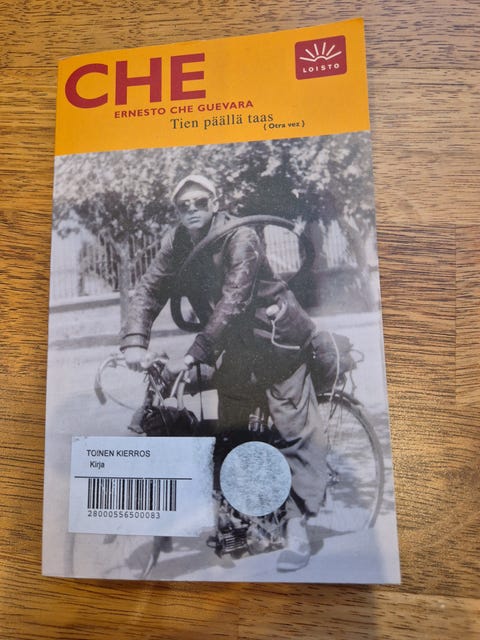 CHE
LOISTO
ERNESTO CHE GUEVARA
Tien päällä taas
( Otra vez )
TOINEN KIERROS
Kirja
28000556500083